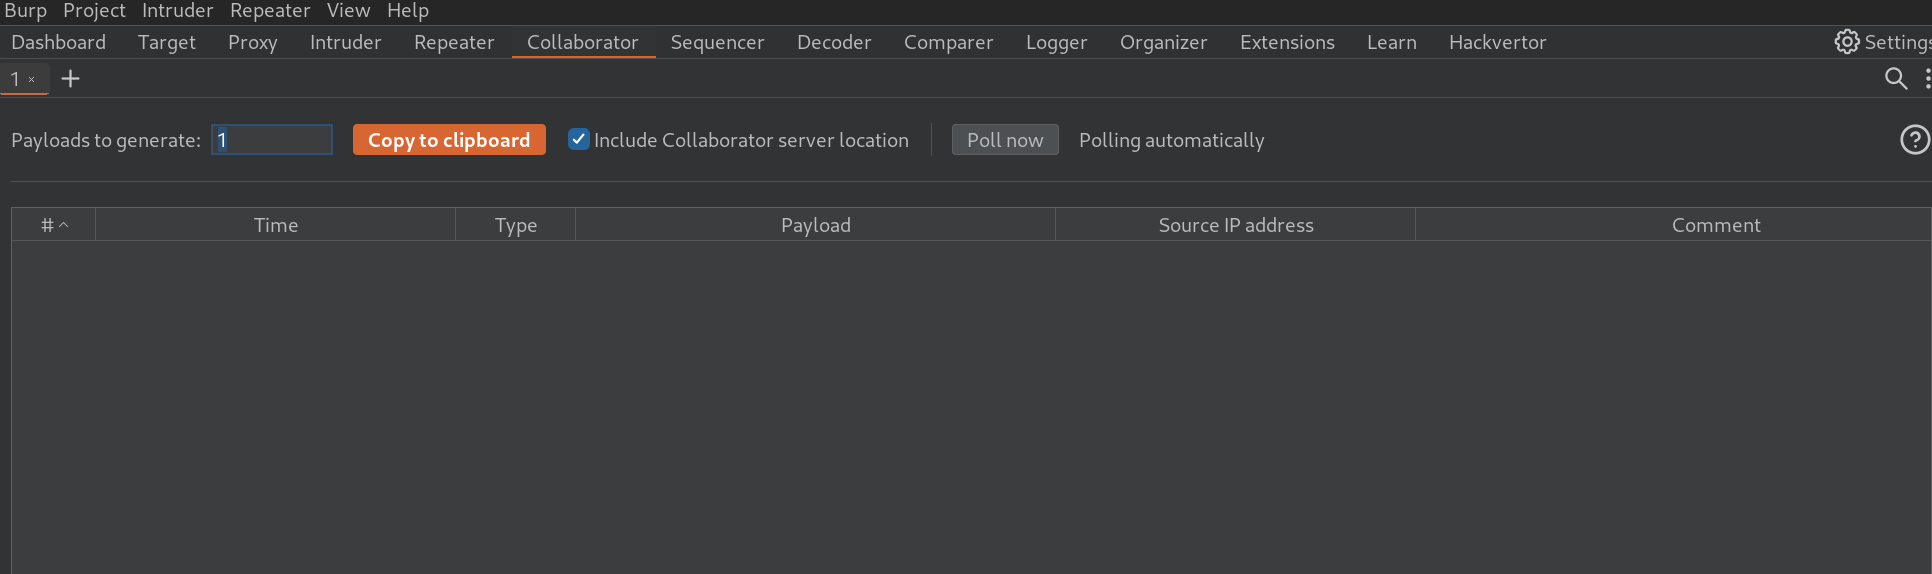 Burp Project Intruder Repeater View Help
Dashboard Target Proxy Intruder Repeater Collaborator Sequencer Decoder Comparer Logger Organizer Extensions Learn Hackvertor Settings
1 ×
Payloads to generate: 1 Copy to clipboard Include Collaborator server location Poll now Polling automatically
# Time Type Payload Source IP address Comment